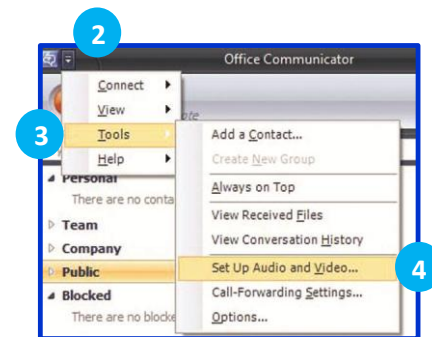 2
Office Communicator
Connect
View
3
Tools
Help
Add a Contact...
Create New Group
Always on Top
View Received Files
View Conversation History
Set Up Audio and Video...
4
Call-Forwarding Settings...
Options...
Personal
There are no conta
Team
Company
Public
Blocked
There are no blocke